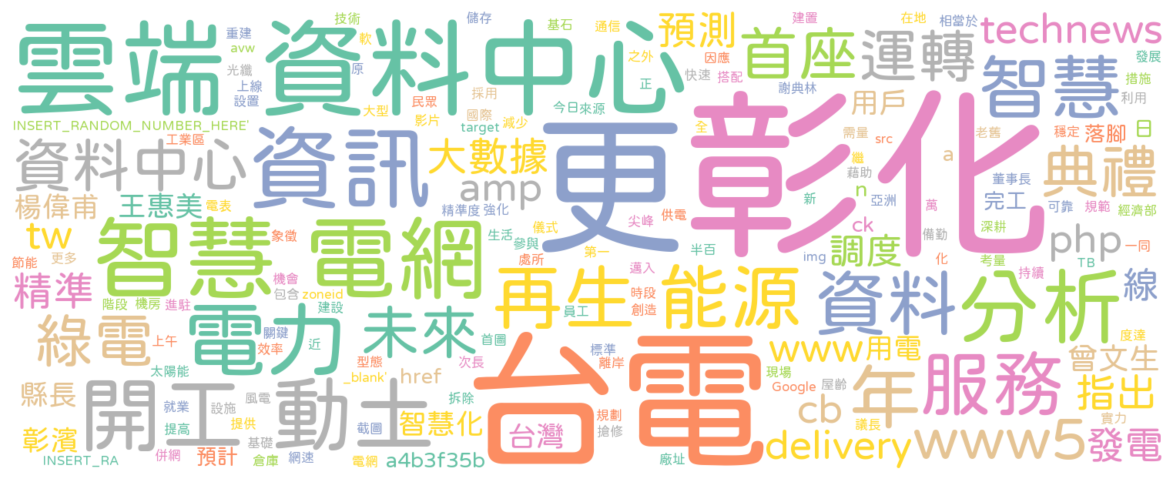 雲端 資料中心
更
彰化
台電
重建
技術
儲存
基石
通信
預測
首座
運轉
在地
相當於
technews
發展
avw
軟
之外
因應
建置
光纖
原
正
快速
搭配
智慧
措施
上線
設置
大型
民眾
影片
採用
國際
今日
來源
謝典林
利用
INSERT_RANDOM_NUMBER_HERE'
target
減少
全
用戶
工業區
需量
src
老舊
穩定
落腳
日
資料中心
資訊
大數據
繼
藉助
a
典禮
amp
董事長
楊偉甫
王惠美
電表
精準度
強化
尖峰
供電
新
亞洲
n
完工
萬
可靠
規範
經濟部
tw
智慧 電網
象徵
生活
儀式
參與
第一
半百
ck
備勤
深耕
php
一同
節能
更多
處所
img
調度
化
考量
TB
精準
機會
邁入
持續
階段
機房
進駐
包含
zoneid
再生 能源
時段
資料
分析
線
綠電
電力
建設
未來
員工
創造
上午
關鍵
近
首圖
標準
www
用電
度達
效率
型態
次長
離岸
曾文生
太陽能
_blank'
href
現場
服務
縣長
開工 動土
就業
設施
風電
拆除
Google
屋齡
年
指出
智慧化
規劃
cb
實力
彰濱
提高
提供
截圖
台灣
搶修
議長
www5
發電
基礎
INSERT_RA
併網
預計
倉庫
網速
電網
a4b3f35b
廠址
delivery